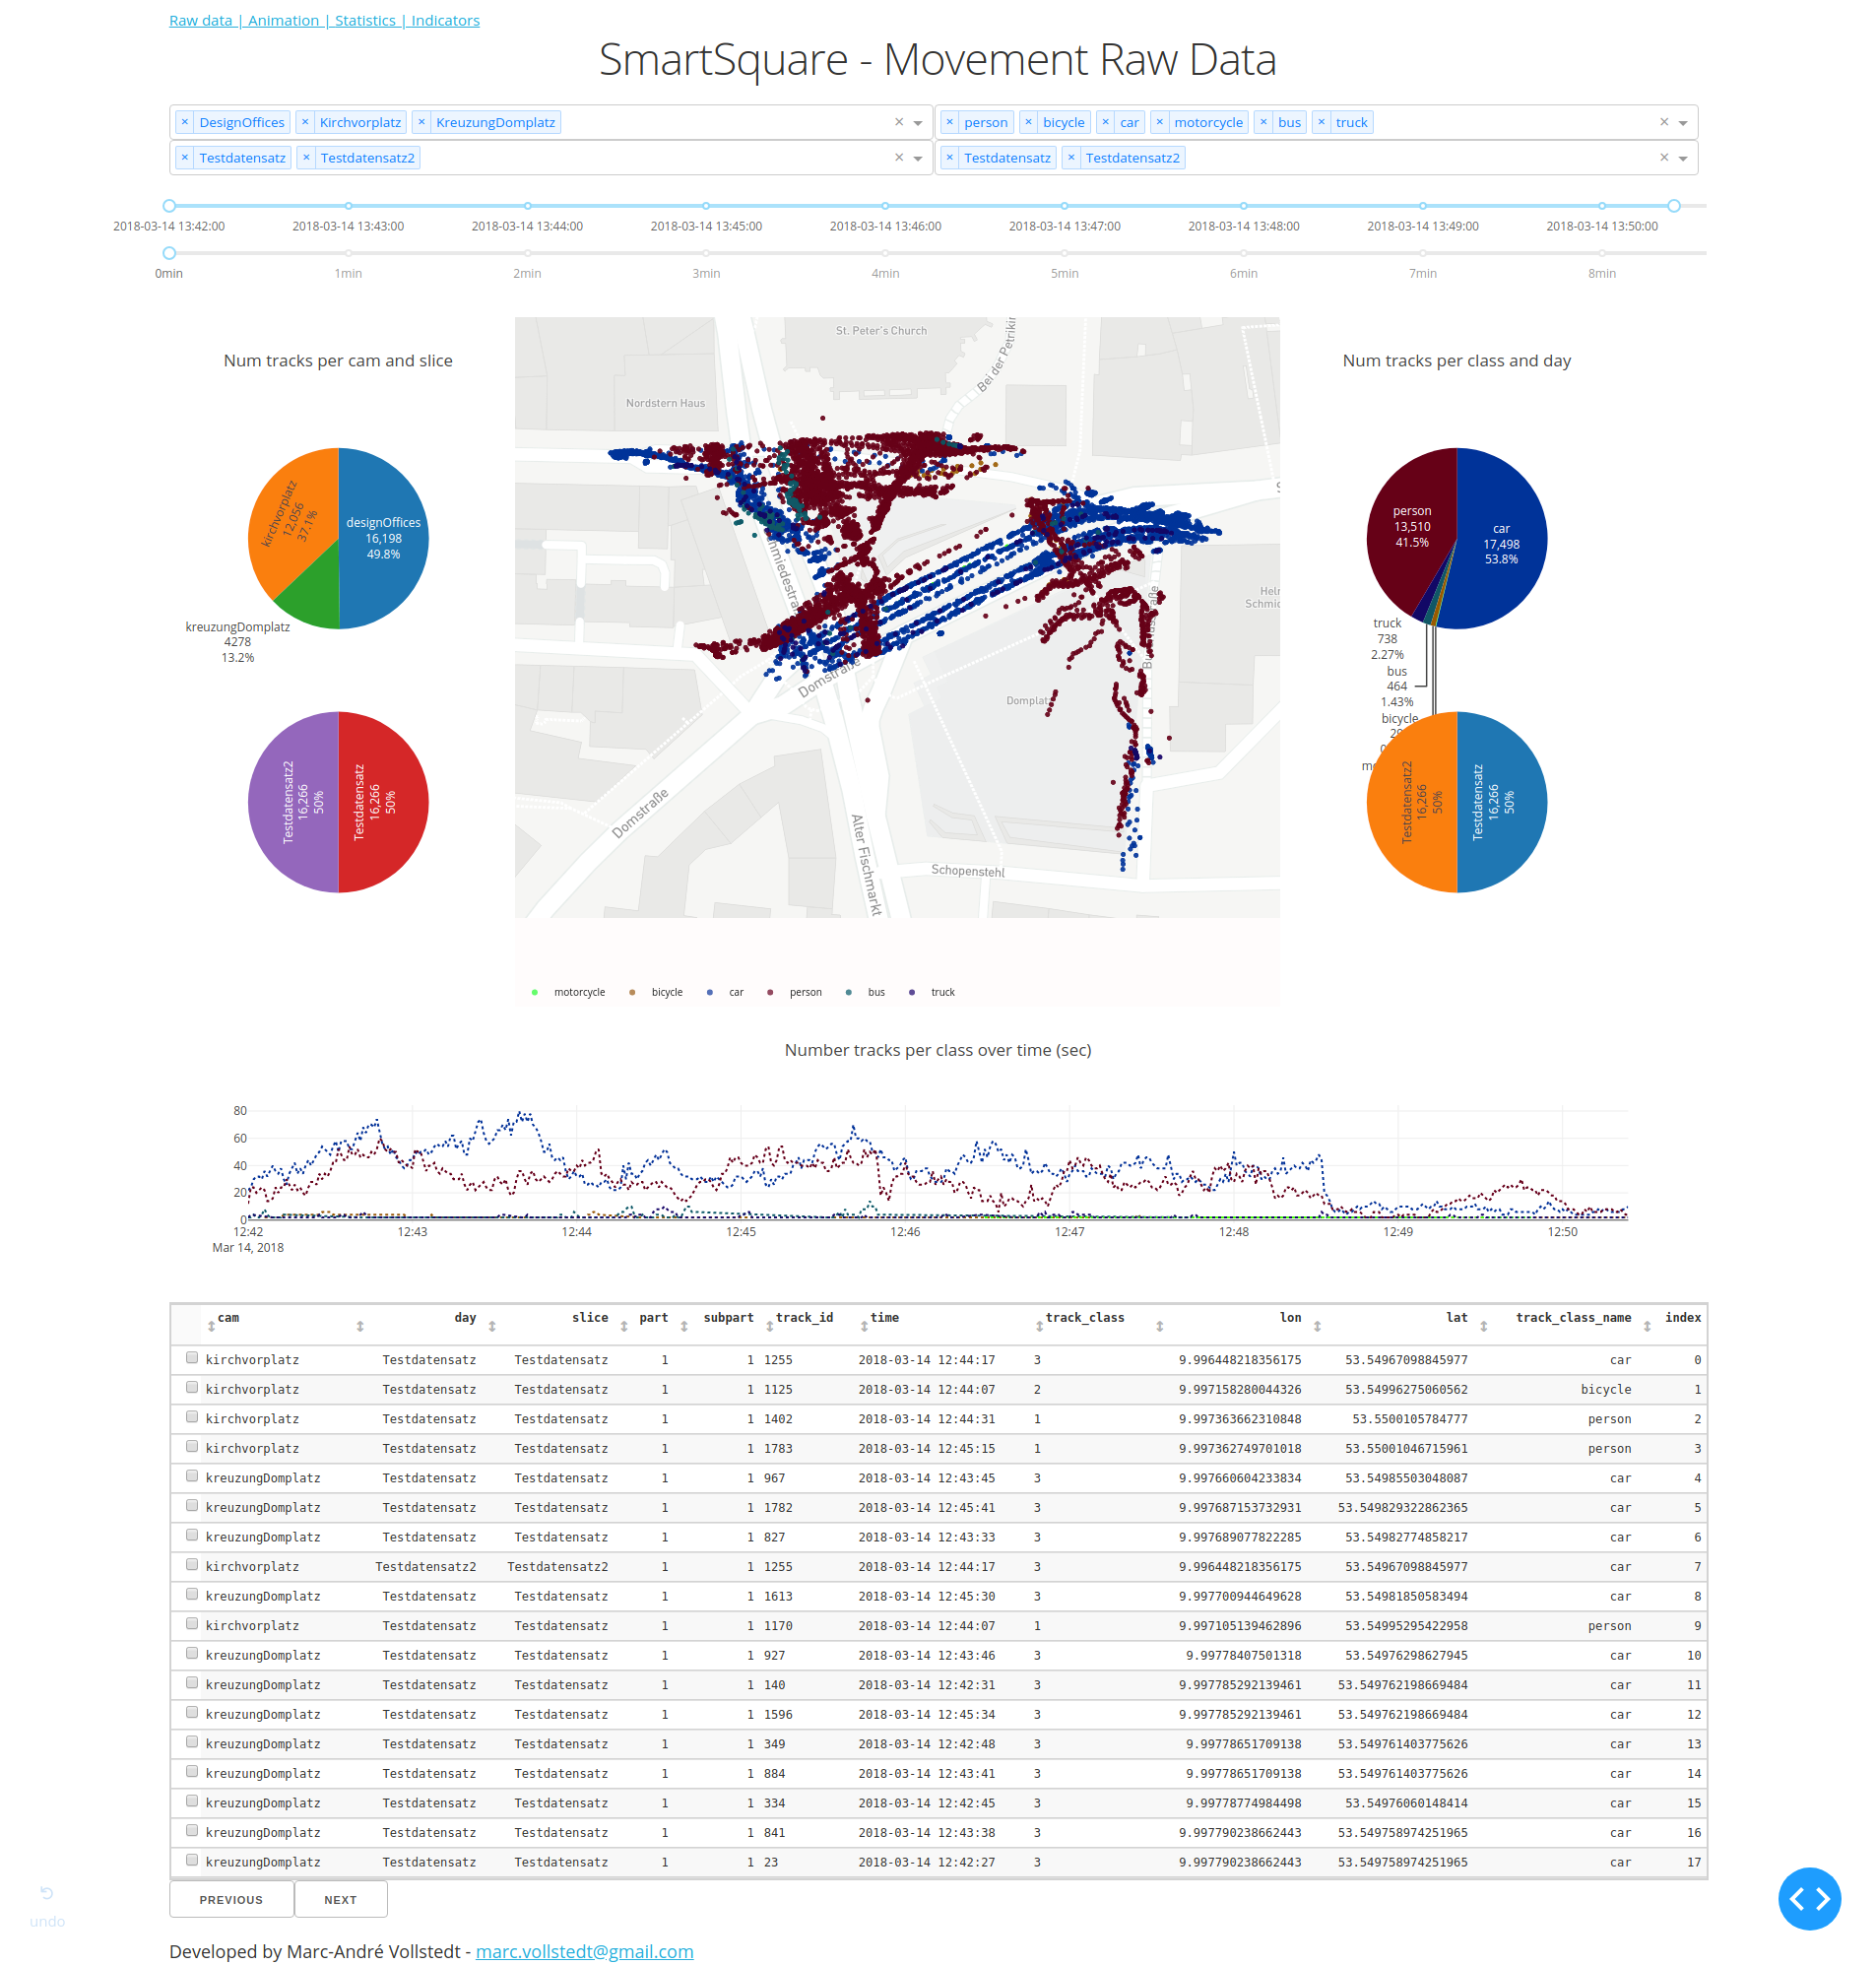 Raw data | Animation | Statistics | Indicators
SmartSquare - Movement Raw Data
× DesignOffices × Kirchvorplatz × KreuzungDomplatz ×
× person × bicycle × car × motorcycle × bus × truck ×
× Testdatensatz × Testdatensatz2 ×
× Testdatensatz × Testdatensatz2 ×
2018-03-14 13:42:00 2018-03-14 13:43:00 2018-03-14 13:44:00 2018-03-14 13:45:00 2018-03-14 13:46:00 2018-03-14 13:47:00 2018-03-14 13:48:00 2018-03-14 13:49:00 2018-03-14 13:50:00
0min 1min 2min 3min 4min 5min 6min 7min 8min
Num tracks per cam and slice
kirchvorplatz
12,056
37.1%
designOffices
16,198
49.8%
kreuzungDomplatz
4278
13.2%
Testdatensatz2
16,266
50%
Testdatensatz
16,266
50%
St. Peter's Church
Bei der Petrikir
Nordstern Haus
Domstraße
Domplatz
Domstraße
Alter Fischmarkt
Schopenstehl
motorcycle bicycle car person bus truck
Num tracks per class and day
person
13,510
41.5%
car
17,498
53.8%
truck
738
2.27%
bus
464
1.43%
bicycle
Testdatensatz2
16,266
50%
Testdatensatz
16,266
50%
Number tracks per class over time (sec)
80
60
40
20
0
12:42 12:43 12:44 12:45 12:46 12:47 12:48 12:49 12:50
Mar 14, 2018
cam day slice part subpart track_id time track_class lon lat track_class_name index
kirchvorplatz Testdatensatz Testdatensatz 1 1 1255 2018-03-14 12:44:17 3 9.996448218356175 53.54967098845977 car 0
kirchvorplatz Testdatensatz Testdatensatz 1 1 1125 2018-03-14 12:44:07 2 9.997158280044326 53.54996275060562 bicycle 1
kirchvorplatz Testdatensatz Testdatensatz 1 1 1402 2018-03-14 12:44:31 1 9.997363662310848 53.5500105784777 person 2
kirchvorplatz Testdatensatz Testdatensatz 1 1 1783 2018-03-14 12:45:15 1 9.997362749701018 53.55001046715961 person 3
kreuzungDomplatz Testdatensatz Testdatensatz 1 1 967 2018-03-14 12:43:45 3 9.997660604233834 53.54985503048087 car 4
kreuzungDomplatz Testdatensatz Testdatensatz 1 1 1782 2018-03-14 12:45:41 3 9.997687153732931 53.549829322862365 car 5
kreuzungDomplatz Testdatensatz Testdatensatz 1 1 827 2018-03-14 12:43:33 3 9.997689077822285 53.54982774858217 car 6
kirchvorplatz Testdatensatz2 Testdatensatz2 1 1 1255 2018-03-14 12:44:17 3 9.996448218356175 53.54967098845977 car 7
kreuzungDomplatz Testdatensatz Testdatensatz 1 1 1613 2018-03-14 12:45:30 3 9.997700944649628 53.54981850583494 car 8
kirchvorplatz Testdatensatz Testdatensatz 1 1 1170 2018-03-14 12:44:07 1 9.997105139462896 53.54995295422958 person 9
kreuzungDomplatz Testdatensatz Testdatensatz 1 1 927 2018-03-14 12:43:46 3 9.99778407501318 53.54976298627945 car 10
kreuzungDomplatz Testdatensatz Testdatensatz 1 1 140 2018-03-14 12:42:31 3 9.997785292139461 53.549762198669484 car 11
kreuzungDomplatz Testdatensatz Testdatensatz 1 1 1596 2018-03-14 12:45:34 3 9.997785292139461 53.549762198669484 car 12
kreuzungDomplatz Testdatensatz Testdatensatz 1 1 349 2018-03-14 12:42:48 3 9.99778651709138 53.549761403775626 car 13
kreuzungDomplatz Testdatensatz Testdatensatz 1 1 884 2018-03-14 12:43:41 3 9.99778651709138 53.549761403775626 car 14
kreuzungDomplatz Testdatensatz Testdatensatz 1 1 334 2018-03-14 12:42:45 3 9.99778774984498 53.54976060148414 car 15
kreuzungDomplatz Testdatensatz Testdatensatz 1 1 841 2018-03-14 12:43:38 3 9.997790238662443 53.549758974251965 car 16
kreuzungDomplatz Testdatensatz Testdatensatz 1 1 23 2018-03-14 12:42:27 3 9.997790238662443 53.549758974251965 car 17
PREVIOUS NEXT
undo
Developed by Marc-André Vollstedt - marc.vollstedt@gmail.com